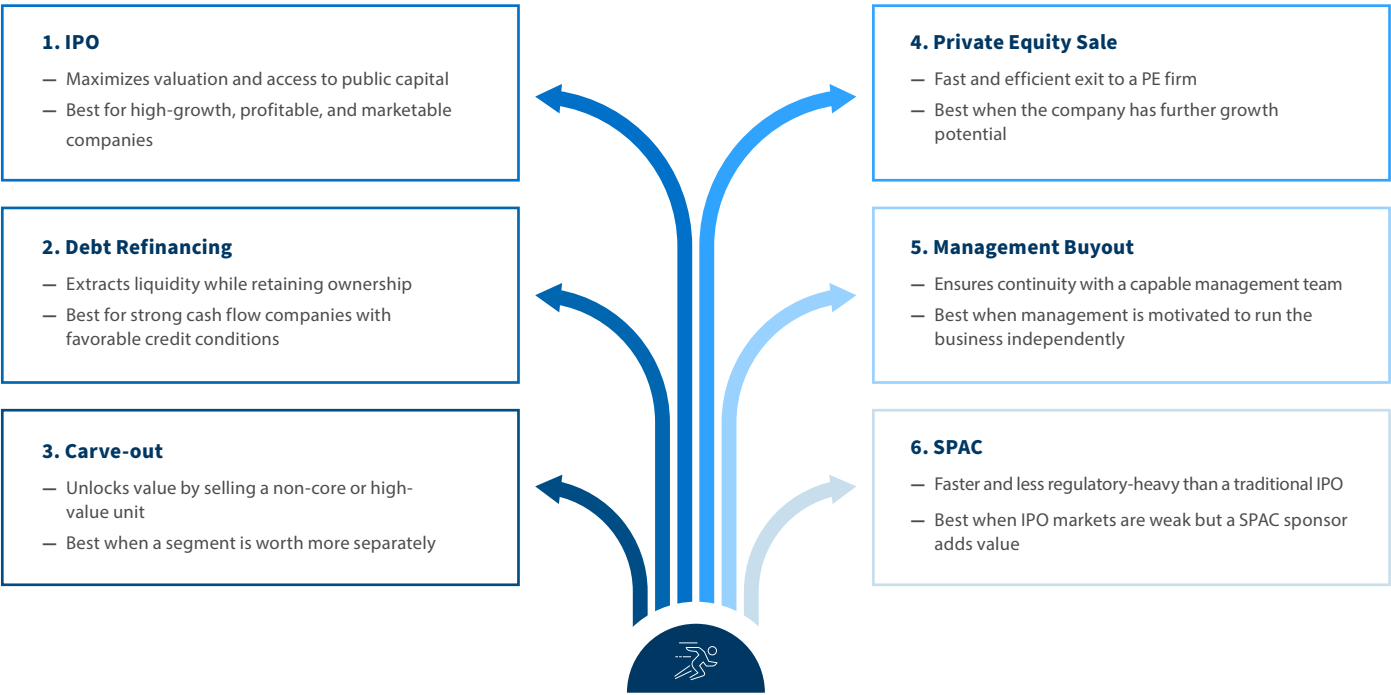 1. IPO
— Maximizes valuation and access to public capital
— Best for high-growth, profitable, and marketable
companies
2. Debt Refinancing
— Extracts liquidity while retaining ownership
— Best for strong cash flow companies with
favorable credit conditions
3. Carve-out
— Unlocks value by selling a non-core or high-
value unit
— Best when a segment is worth more separately
4. Private Equity Sale
— Fast and efficient exit to a PE firm
— Best when the company has further growth
potential
5. Management Buyout
— Ensures continuity with a capable management team
— Best when management is motivated to run the
business independently
6. SPAC
— Faster and less regulatory-heavy than a traditional IPO
— Best when IPO markets are weak but a SPAC sponsor
adds value